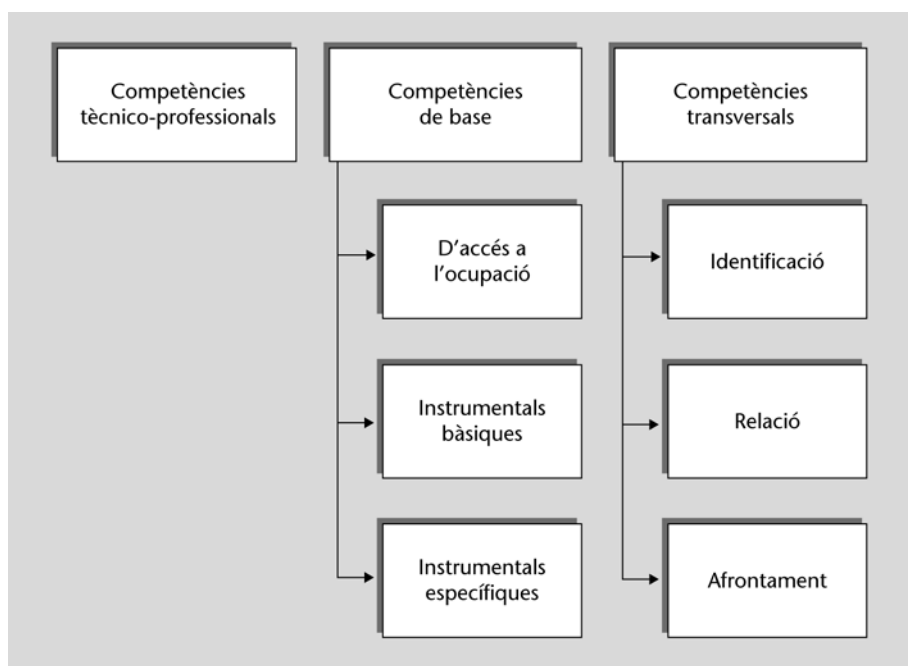 Competències
tècnico-professionals
Competències
de base
Competències
transversals
D'accés a
l'ocupació
Identificació
Instrumentals
bàsiques
Relació
Instrumentals
específiques
Afrontament